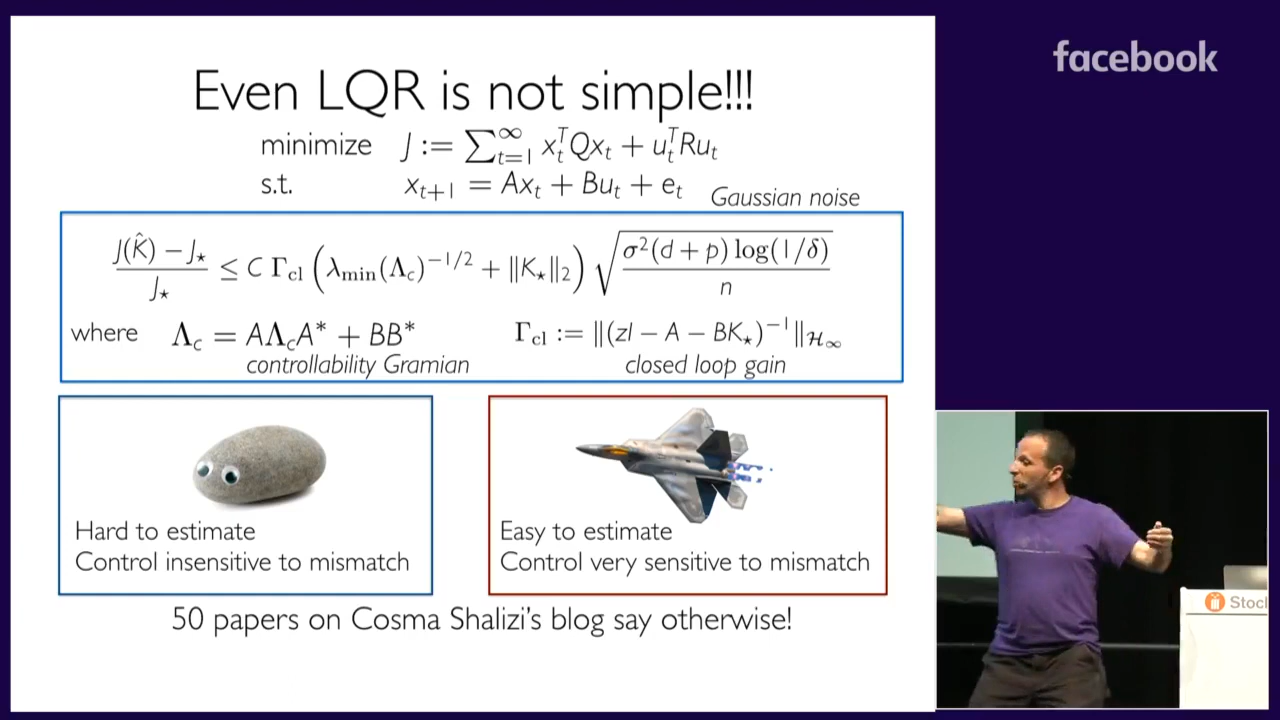 facebook
Even LQR is not simple!!!
minimize J := ∑_{t=1}^{∞} x_t^T Q x_t + u_t^T R u_t
s.t. x_{t+1} = Ax_t + Bu_t + e_t
Gaussian noise
(J(K̂) − J⋆)/J⋆ ≤ C Γ_cl (λ_min(Λ_c)^{−1/2} + ‖K⋆‖_2) √(σ²(d + p) log(1/δ)/n)
where Λ_c = AΛ_cA* + BB* Γ_cl := ‖(zI − A − BK⋆)^{−1}‖_{H∞}
controllability Gramian closed loop gain
Hard to estimate
Control insensitive to mismatch
Easy to estimate
Control very sensitive to mismatch
50 papers on Cosma Shalizi's blog say otherwise!
Stock